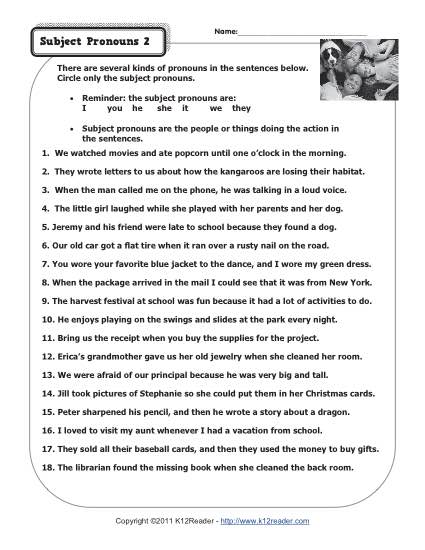 Name:
Subject Pronouns 2
There are several kinds of pronouns in the sentences below.
Circle only the subject pronouns.
• Reminder: the subject pronouns are:
I you he she it we they
• Subject pronouns are the people or things doing the action in
the sentences.
1. We watched movies and ate popcorn until one o'clock in the morning.
2. They wrote letters to us about how the kangaroos are losing their habitat.
3. When the man called me on the phone, he was talking in a loud voice.
4. The little girl laughed while she played with her parents and her dog.
5. Jeremy and his friend were late to school because they found a dog.
6. Our old car got a flat tire when it ran over a rusty nail on the road.
7. You wore your favorite blue jacket to the dance, and I wore my green dress.
8. When the package arrived in the mail I could see that it was from New York.
9. The harvest festival at school was fun because it had a lot of activities to do.
10. He enjoys playing on the swings and slides at the park every night.
11. Bring us the receipt when you buy the supplies for the project.
12. Erica's grandmother gave us her old jewelry when she cleaned her room.
13. We were afraid of our principal because he was very big and tall.
14. Jill took pictures of Stephanie so she could put them in her Christmas cards.
15. Peter sharpened his pencil, and then he wrote a story about a dragon.
16. I loved to visit my aunt whenever I had a vacation from school.
17. They sold all their baseball cards, and then they used the money to buy gifts.
18. The librarian found the missing book when she cleaned the back room.
Copyright ©2011 K12Reader - http://www.k12reader.com